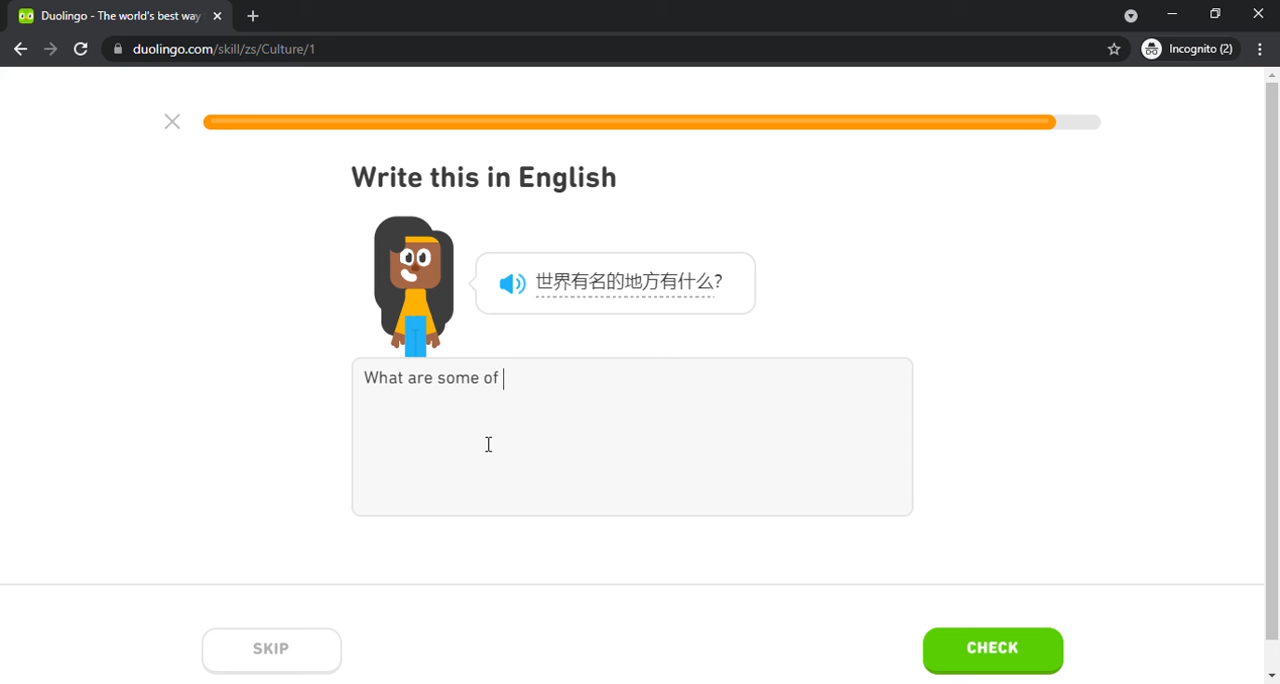 Duolingo - The world's best way
duolingo.com/skill/zs/Culture/1
Incognito (2)
Write this in English
世界有名的地方有什么?
What are some of
SKIP
CHECK